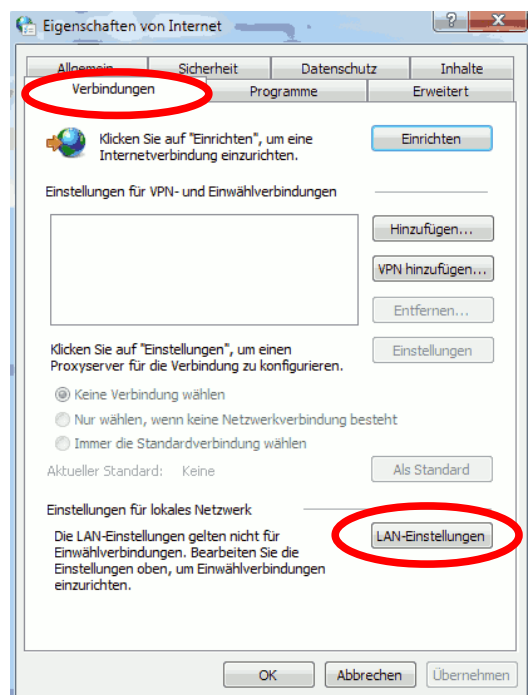 Eigenschaften von Internet
Allgemein Sicherheit Datenschutz Inhalte
Verbindungen Programme Erweitert
Klicken Sie auf "Einrichten", um eine
Internetverbindung einzurichten.
Einrichten
Einstellungen für VPN- und Einwählverbindungen
Hinzufügen...
VPN hinzufügen...
Entfernen...
Klicken Sie auf "Einstellungen", um einen
Proxyserver für die Verbindung zu konfigurieren.
Einstellungen
Keine Verbindung wählen
Nur wählen, wenn keine Netzwerkverbindung besteht
Immer die Standardverbindung wählen
Aktueller Standard: Keine
Als Standard
Einstellungen für lokales Netzwerk
Die LAN-Einstellungen gelten nicht für
Einwählverbindungen. Bearbeiten Sie die
Einstellungen oben, um Einwählverbindungen
einzurichten.
LAN-Einstellungen
OK Abbrechen Übernehmen